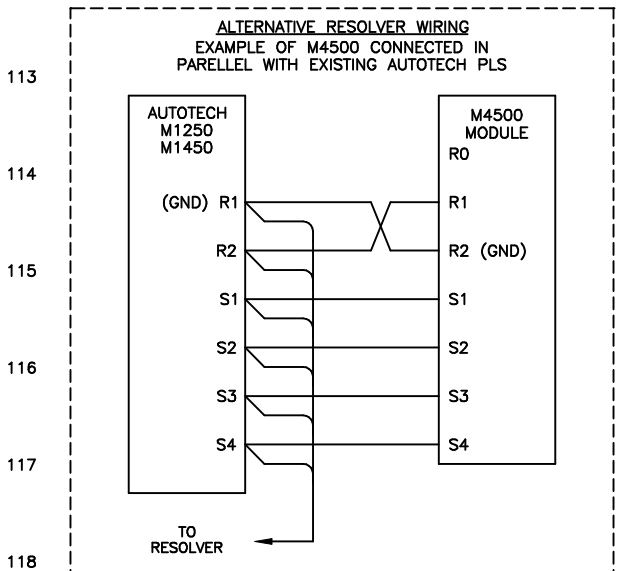 ALTERNATIVE RESOLVER WIRING
EXAMPLE OF M4500 CONNECTED IN
PARELLEL WITH EXISTING AUTOTECH PLS
113
AUTOTECH
M1250
M1450
M4500
MODULE
R0
114
(GND) R1
R1
R2
R2 (GND)
115
S1
S1
S2
S2
116
S3
S3
S4
S4
117
TO
RESOLVER
118